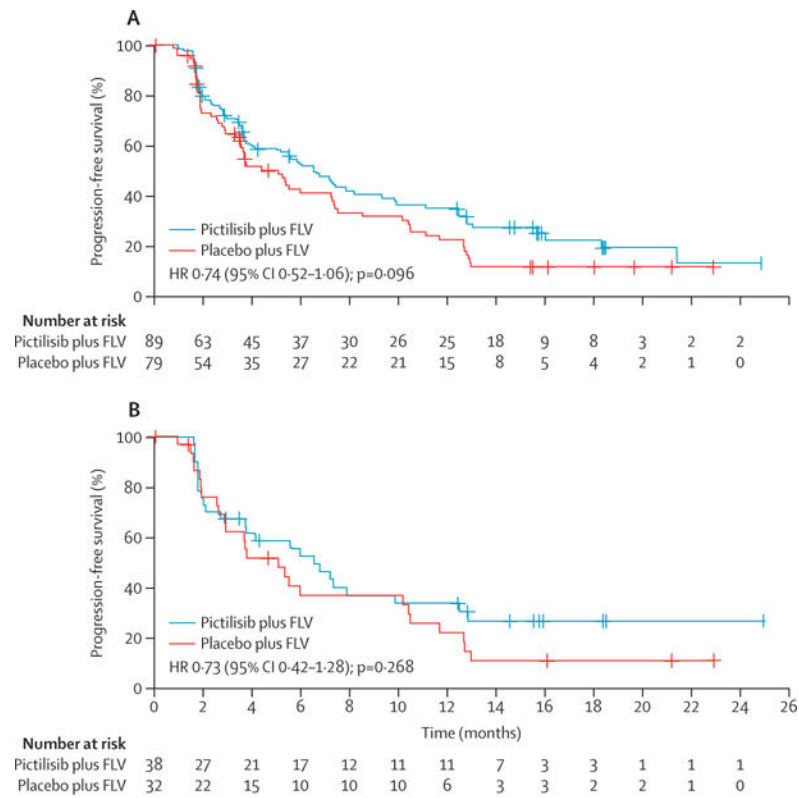 A
100
80
60
40
20
0
Progression-free survival (%)
Pictilisib plus FLV
Placebo plus FLV
HR 0·74 (95% CI 0·52–1·06); p=0·096
Number at risk
Pictilisib plus FLV 89 63 45 37 30 26 25 18 9 8 3 2 2
Placebo plus FLV 79 54 35 27 22 21 15 8 5 4 2 1 0
B
100
80
60
40
20
0
Progression-free survival (%)
Pictilisib plus FLV
Placebo plus FLV
HR 0·73 (95% CI 0·42–1·28); p=0·268
0 2 4 6 8 10 12 14 16 18 20 22 24 26
Time (months)
Number at risk
Pictilisib plus FLV 38 27 21 17 12 11 11 7 3 3 1 1 1
Placebo plus FLV 32 22 15 10 10 10 6 3 3 2 2 1 0